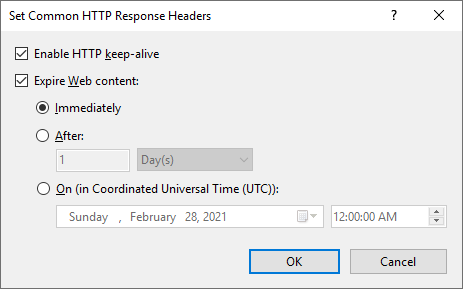 Set Common HTTP Response Headers ? ×
Enable HTTP keep-alive
Expire Web content:
Immediately
After:
1 Day(s)
On (in Coordinated Universal Time (UTC)):
Sunday , February 28, 2021 12:00:00 AM
OK Cancel